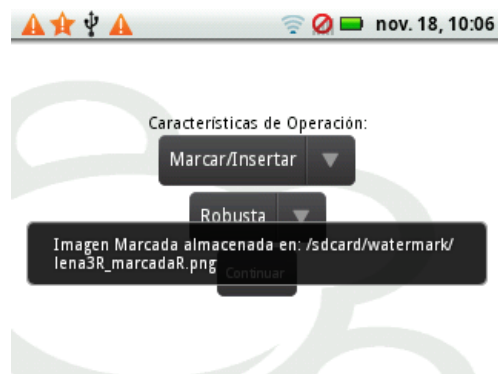 nov. 18, 10:06
Características de Operación:
Marcar/Insertar
Robusta
Imagen Marcada almacenada en: /sdcard/watermark/
lena3R_marcadaR.png
Continuar